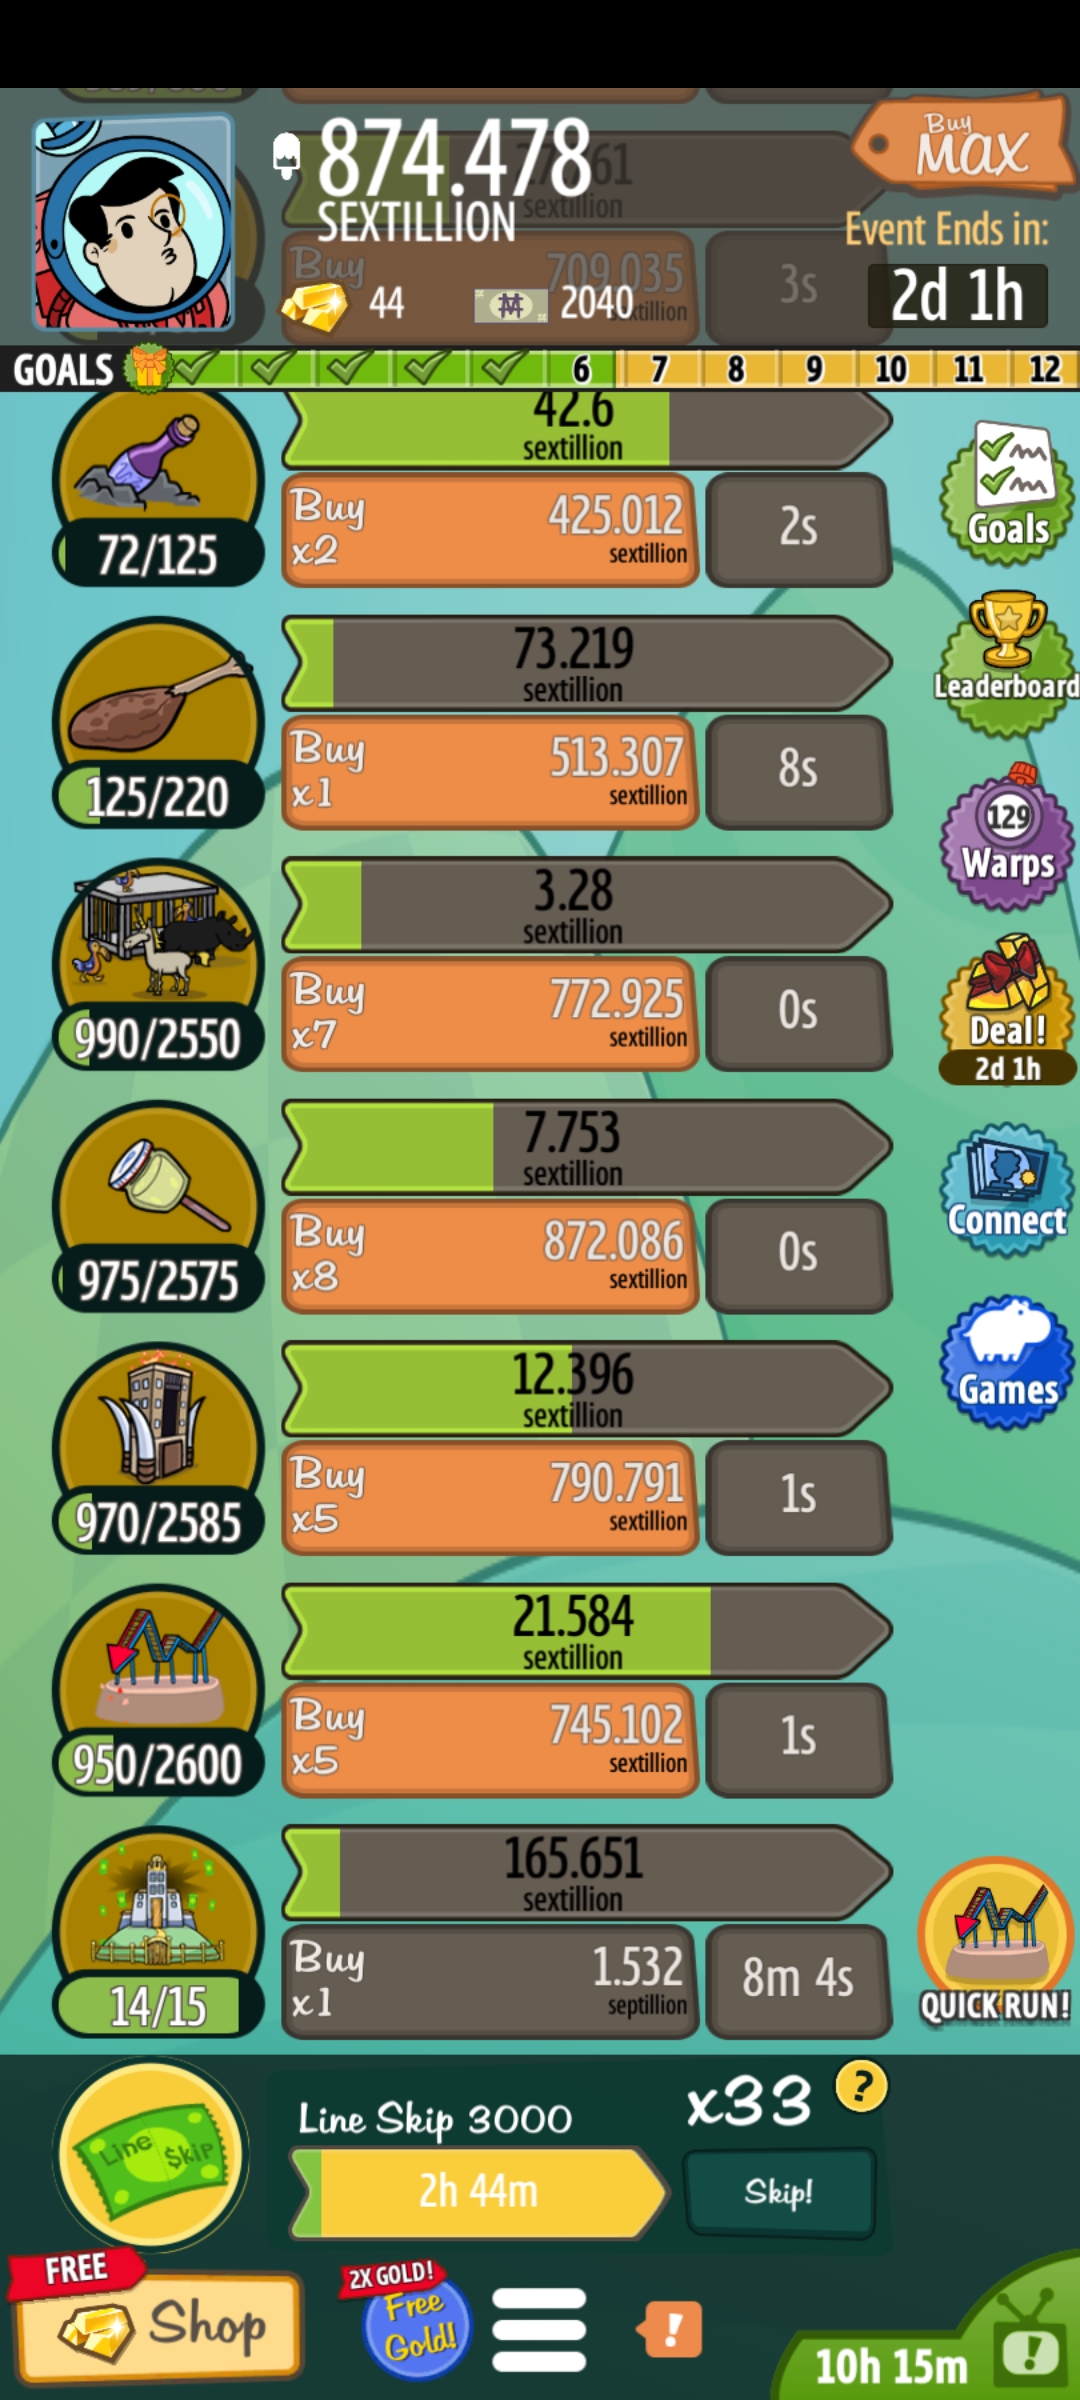 874.478
SEXTILLION
Buy
MAX
Event Ends in:
2d 1h
44
2040
Buy
709.035
3s
GOALS
6
7
8
9
10
11
12
42.6
sextillion
72/125
Buy
x2
425.012
sextillion
2s
Goals
73.219
sextillion
125/220
Buy
x1
513.307
sextillion
8s
Leaderboard
3.28
sextillion
990/2550
Buy
x7
772.925
sextillion
0s
129
Warps
Deal!
2d 1h
7.753
sextillion
975/2575
Buy
x8
872.086
sextillion
0s
Connect
12.396
sextillion
970/2585
Buy
x5
790.791
sextillion
1s
Games
21.584
sextillion
950/2600
Buy
x5
745.102
sextillion
1s
165.651
sextillion
14/15
Buy
x1
1.532
septillion
8m 4s
QUICK RUN!
Line Skip
Line Skip 3000
x33
?
2h 44m
Skip!
FREE
Shop
2X GOLD!
Free
Gold!
!
10h 15m
!